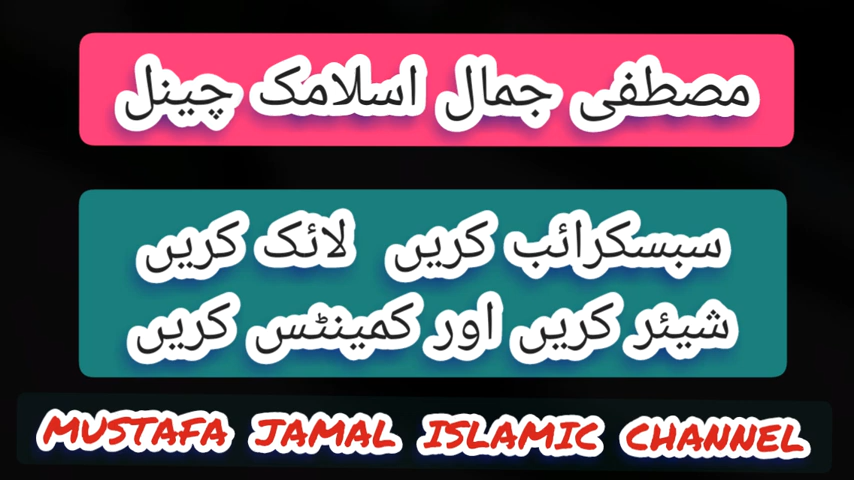 مصطفی جمال اسلامک چینل
سبسکرائب کریں لائک کریں
شیئر کریں اور کمینٹس کریں
MUSTAFA JAMAL ISLAMIC CHANNEL